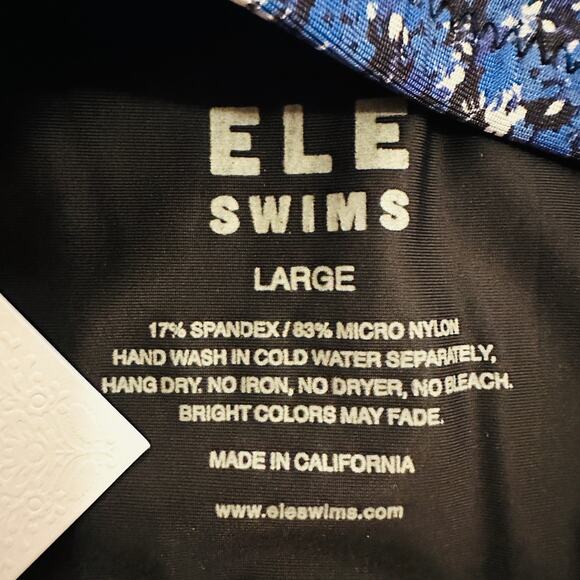 ELE
SWIMS
LARGE
17% SPANDEX / 83% MICRO NYLON
HAND WASH IN COLD WATER SEPARATELY,
HANG DRY. NO IRON, NO DRYER, NO BLEACH.
BRIGHT COLORS MAY FADE.
MADE IN CALIFORNIA
www.eleswims.com